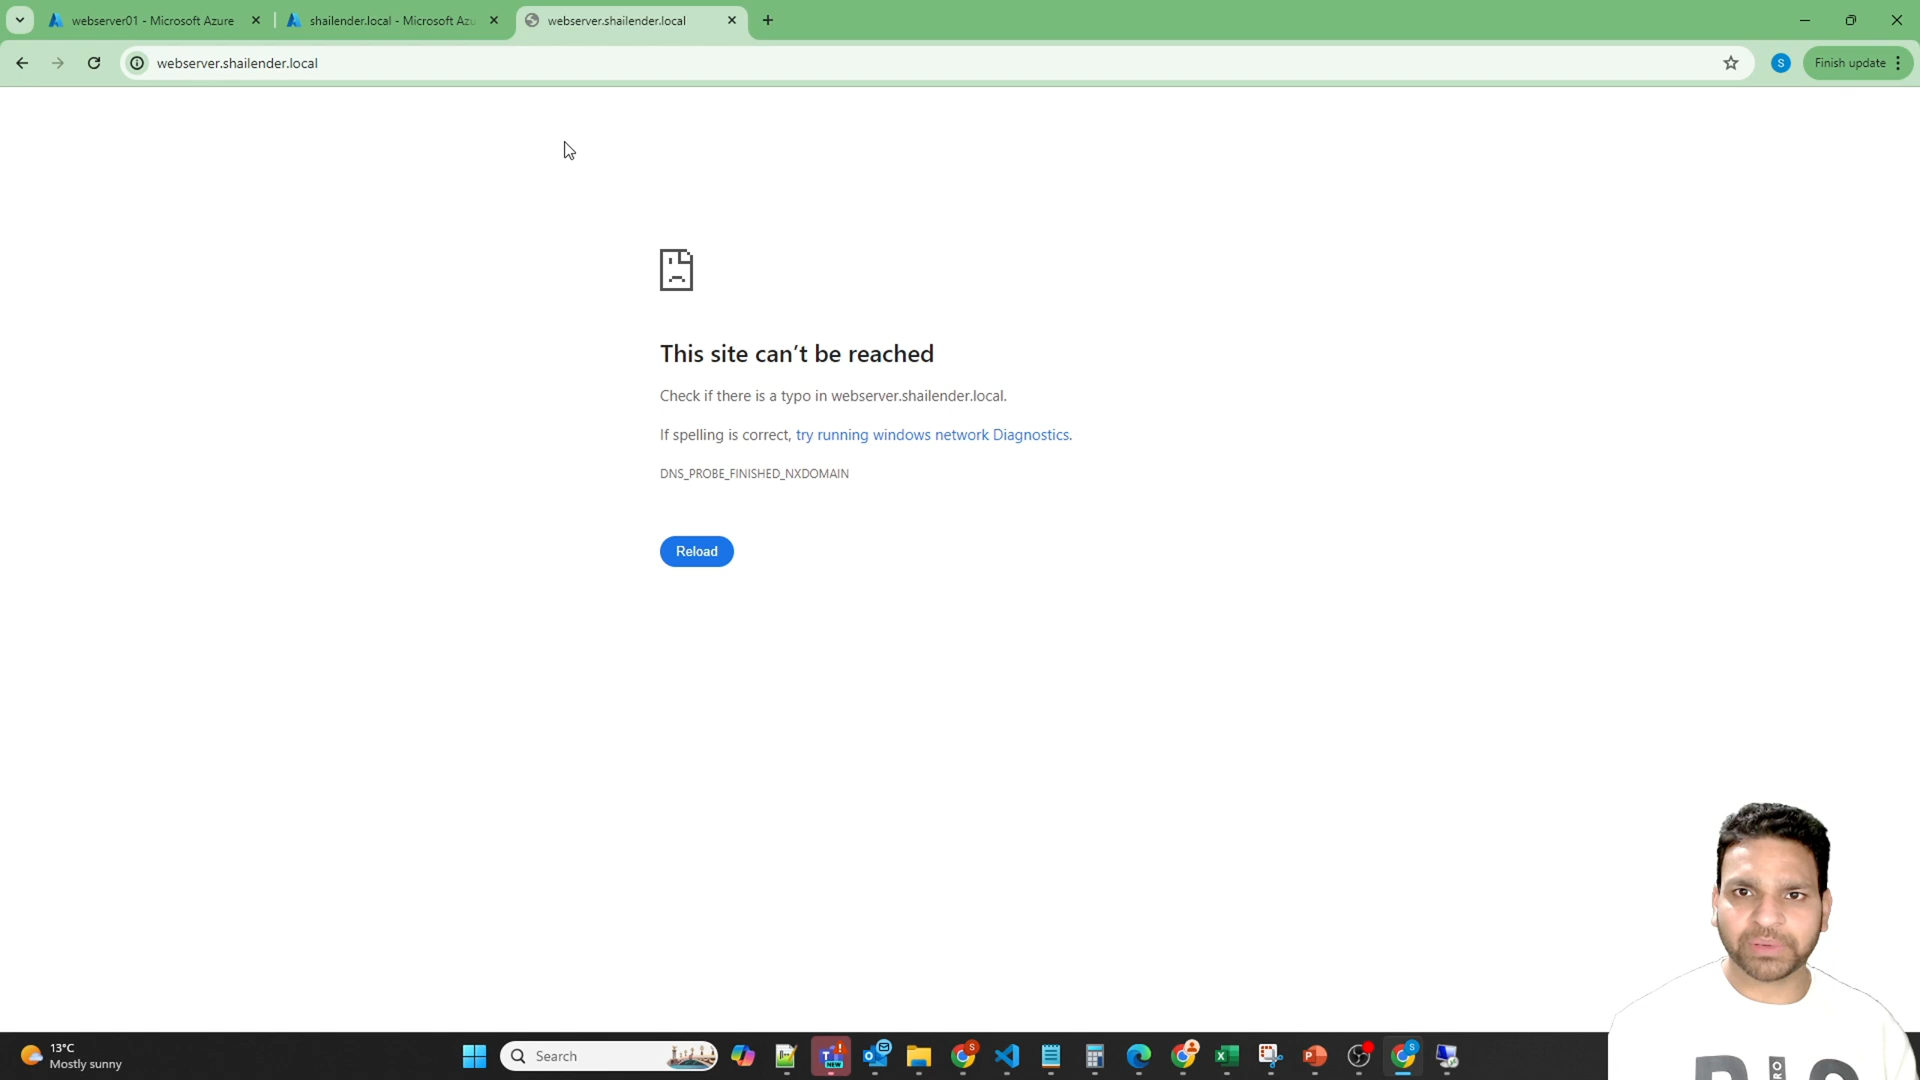 webserver01 - Microsoft Azure
shailender.local - Microsoft Azu
webserver.shailender.local
webserver.shailender.local
S
Finish update
This site can't be reached
Check if there is a typo in webserver.shailender.local.
If spelling is correct, try running windows network Diagnostics.
DNS_PROBE_FINISHED_NXDOMAIN
Reload
13°C
Mostly sunny
Search
NEW